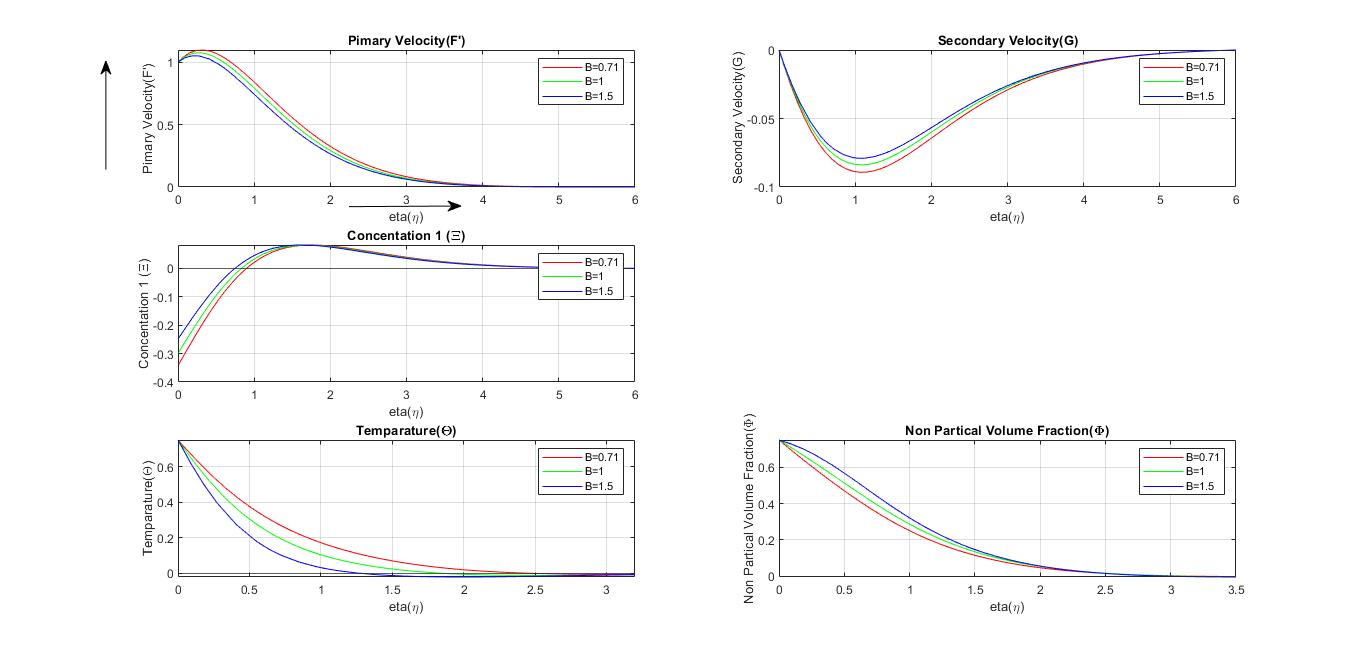 Pimary Velocity(F')
Pimary Velocity(F')
1
0.5
0
0 1 2 3 4 5 6
eta(η)
B=0.71
B=1
B=1.5
Secondary Velocity(G)
Secondary Velocity(G)
0
-0.05
-0.1
0 1 2 3 4 5 6
eta(η)
B=0.71
B=1
B=1.5
Concentation 1 (Ξ)
Concentation 1 (Ξ)
0
-0.1
-0.2
-0.3
-0.4
0 1 2 3 4 5 6
eta(η)
B=0.71
B=1
B=1.5
Temparature(Θ)
Temparature(Θ)
0.6
0.4
0.2
0
0 0.5 1 1.5 2 2.5 3
eta(η)
B=0.71
B=1
B=1.5
Non Partical Volume Fraction(Φ)
Non Partical Volume Fraction(Φ)
0.6
0.4
0.2
0
0 0.5 1 1.5 2 2.5 3 3.5
eta(η)
B=0.71
B=1
B=1.5